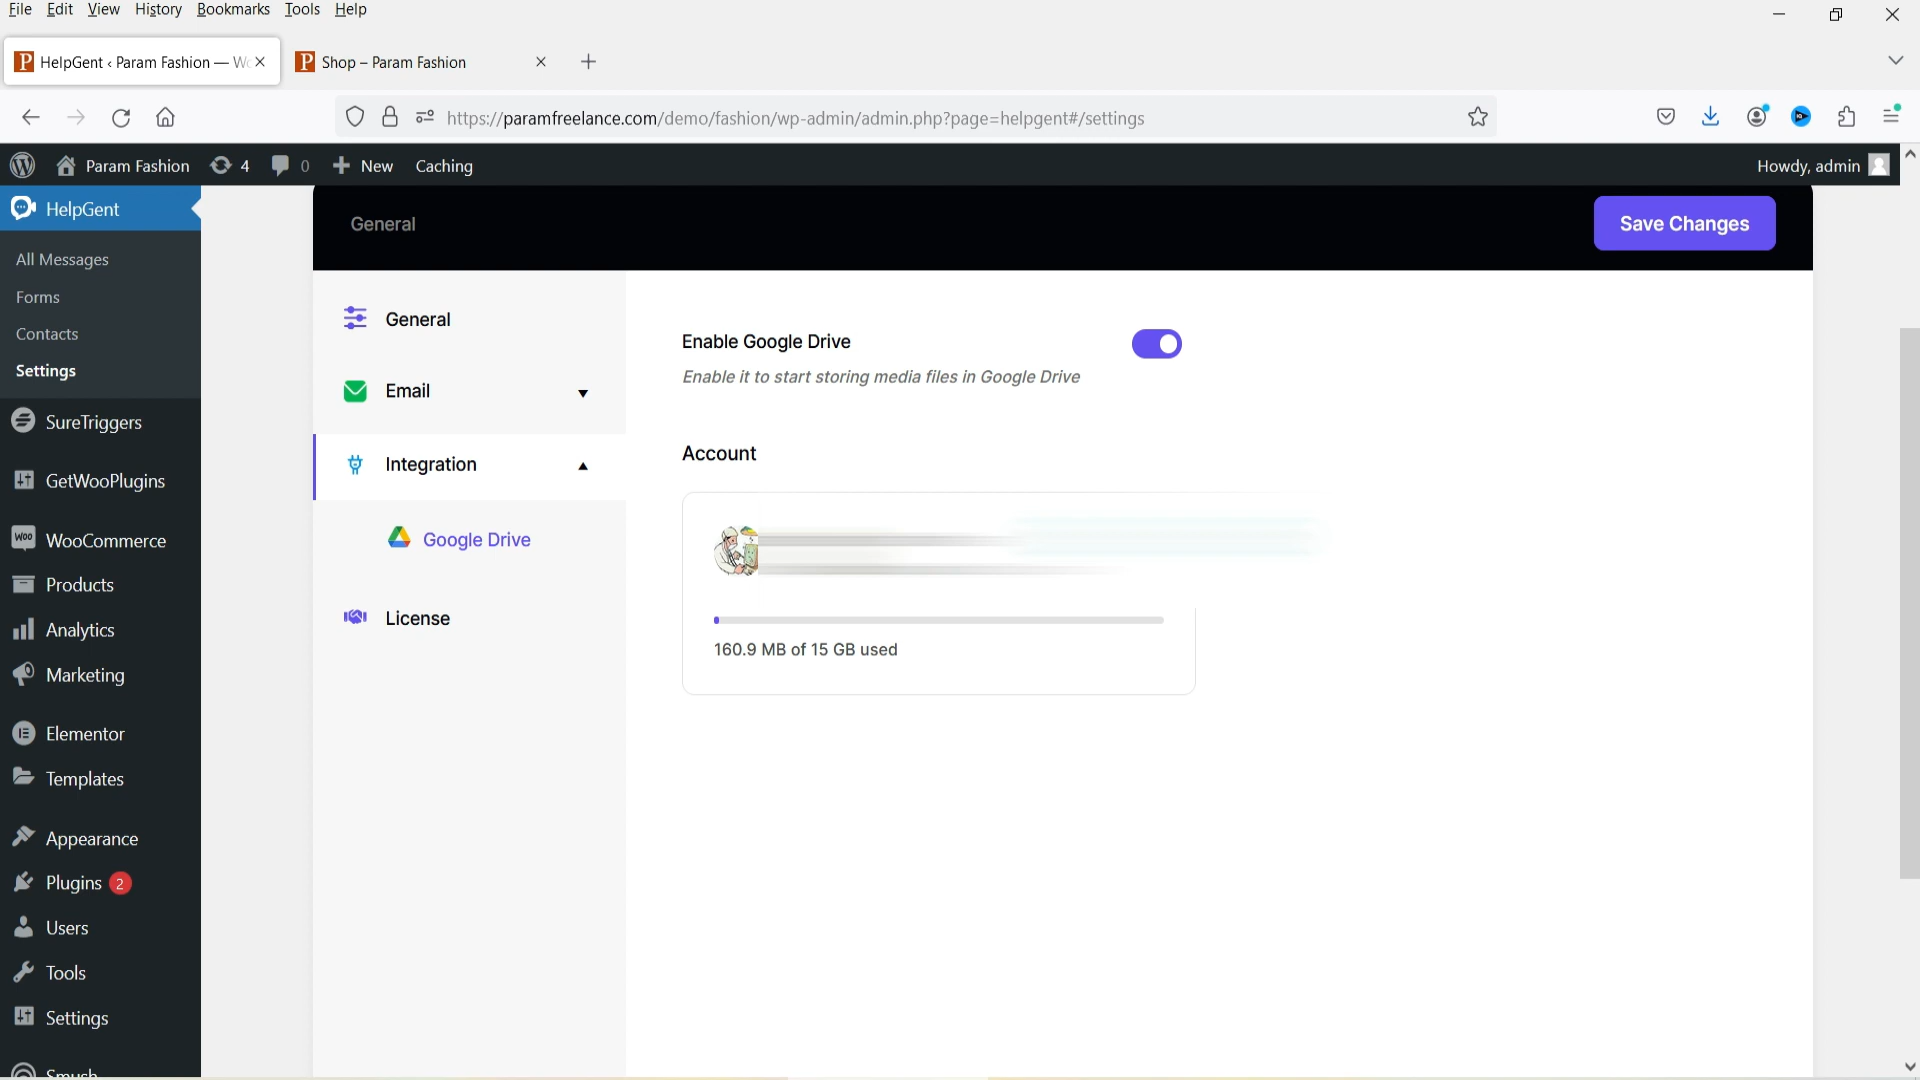 File Edit View History Bookmarks Tools Help
HelpGent ‹ Param Fashion — Wo
Shop – Param Fashion
https://paramfreelance.com/demo/fashion/wp-admin/admin.php?page=helpgent#/settings
Param Fashion 4 0 New Caching Howdy, admin
HelpGent
All Messages
Forms
Contacts
Settings
SureTriggers
GetWooPlugins
WooCommerce
Products
Analytics
Marketing
Elementor
Templates
Appearance
Plugins 2
Users
Tools
Settings
Smush
General
Save Changes
General
Email
Integration
Google Drive
License
Enable Google Drive
Enable it to start storing media files in Google Drive
Account
160.9 MB of 15 GB used